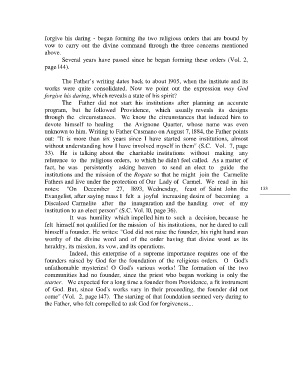 forgive his daring - began forming the two religious orders that are bound by
vow to carry out the divine command through the three concerns mentioned
above.
Several years have passed since he began forming these orders (Vol. 2,
page 144).
The Father's writing dates back to about 1905, when the institute and its
works were quite consolidated. Now we point out the expression may God
forgive his daring, which reveals a state of his spirit?
The Father did not start his institutions after planning an accurate
program, but he followed Providence, which usually reveals its designs
through the circumstances. We know the circumstances that induced him to
devote himself to healing the Avignone Quarter, whose name was even
unknown to him. Writing to Father Cusmano on August 7, 1884, the Father points
out: "It is more than six years since I have started some institutions, almost
without understanding how I have involved myself in them" (S.C. Vol. 7, page
33). He is talking about the charitable institutions without making any
reference to the religious orders, to which he didn't feel called. As a matter of
fact, he was persistently asking heaven to send an elect to guide the
institutions and the mission of the Rogate so that he might join the Carmelite
Fathers and live under the protection of Our Lady of Carmel. We read in his
notes: "On December 27, 1893, Wednesday, feast of Saint John the
Evangelist, after saying mass I felt a joyful increasing desire of becoming a
Discalced Carmelite after the inauguration and the handing over of my
institution to an elect person" (S.C. Vol. 10, page 36).
It was humility which impelled him to such a decision, because he
felt himself not qualified for the mission of his institutions, nor he dared to call
himself a founder. He writes: "God did not raise the founder, his right hand man
worthy of the divine word and of the order having that divine word as its
heraldry, its mission, its vow, and its operations.
Indeed, this enterprise of a supreme importance requires one of the
founders raised by God for the foundation of the religious orders. O God's
unfathomable mysteries! O God's various works! The formation of the two
communities had no founder, since the priest who began working is only the
starter. We expected for a long time a founder from Providence, a fit instrument
of God. But, since God's works vary in their proceeding, the founder did not
come" (Vol. 2, page 147). The starting of that foundation seemed very daring to
the Father, who felt compelled to ask God for forgiveness...